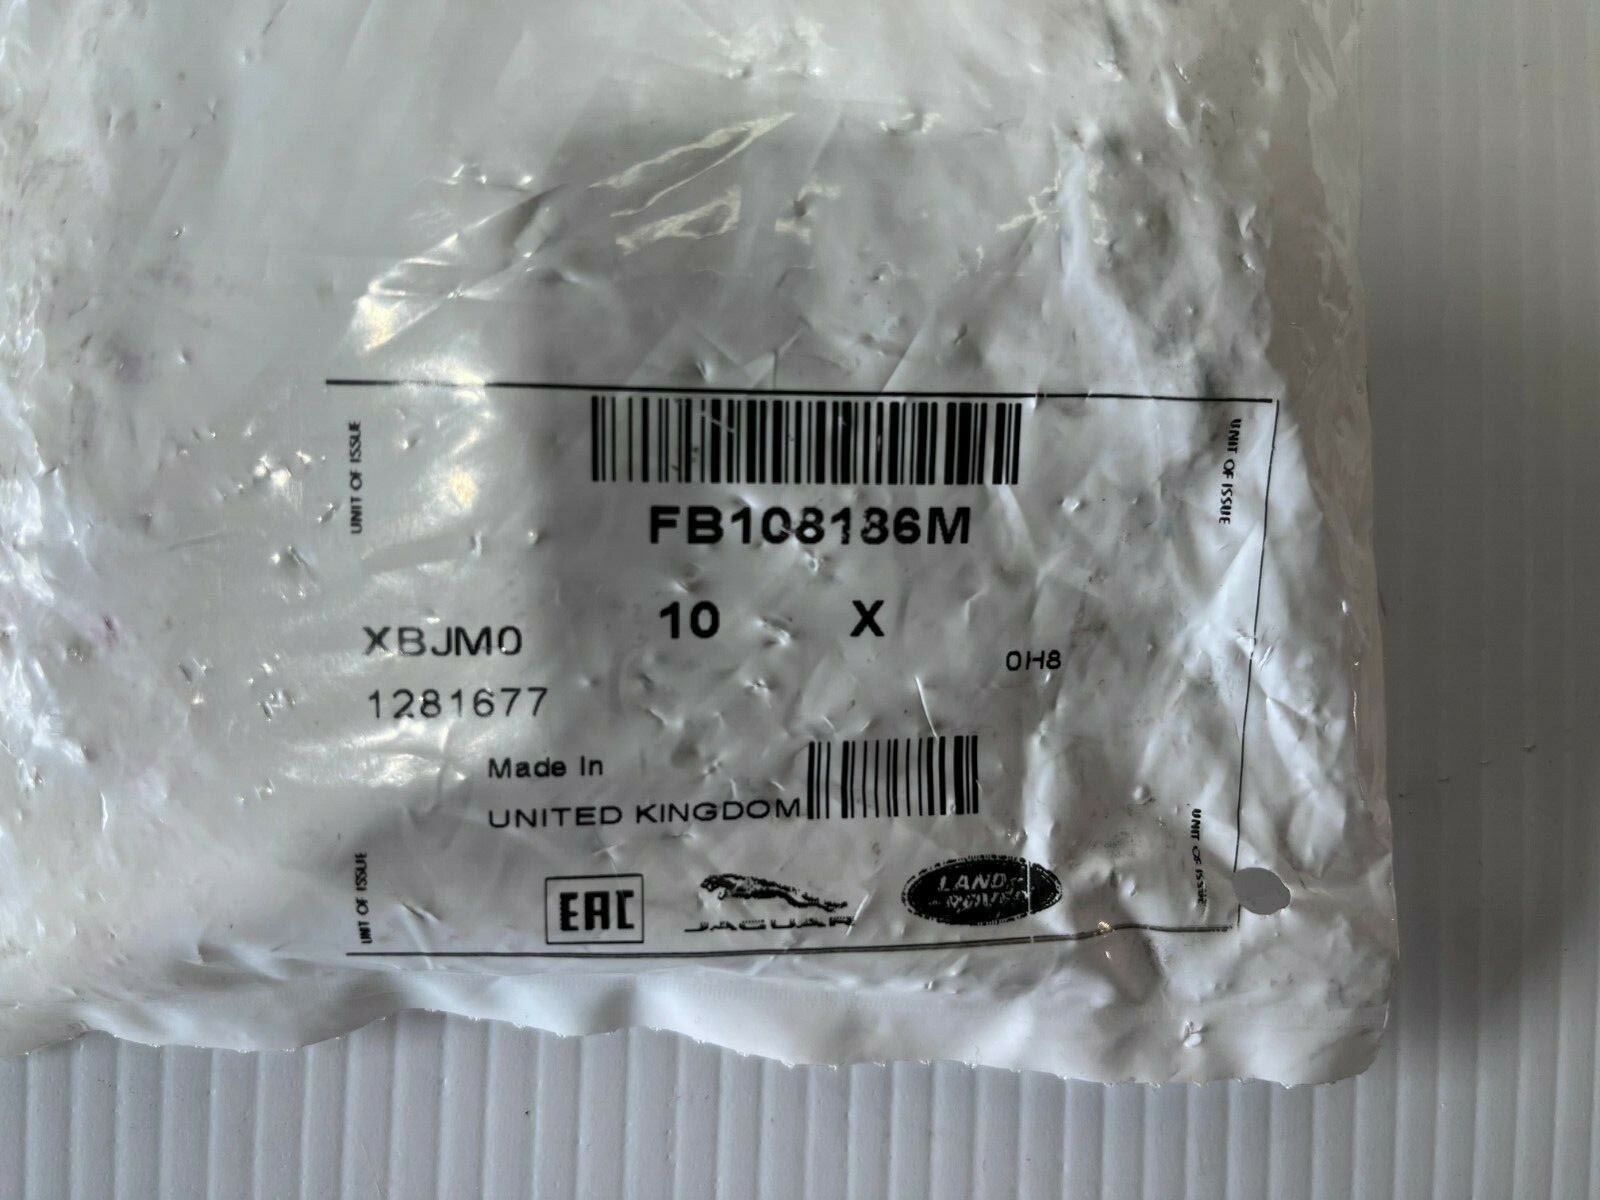 UNIT OF ISSUE
UNIT OF ISSUE
FB108186M
10 X
XBJM0
0H8
1281677
Made In
UNITED KINGDOM
UNIT OF ISSUE
UNIT OF ISSUE
EAC
JAGUAR
LAND
ROVER